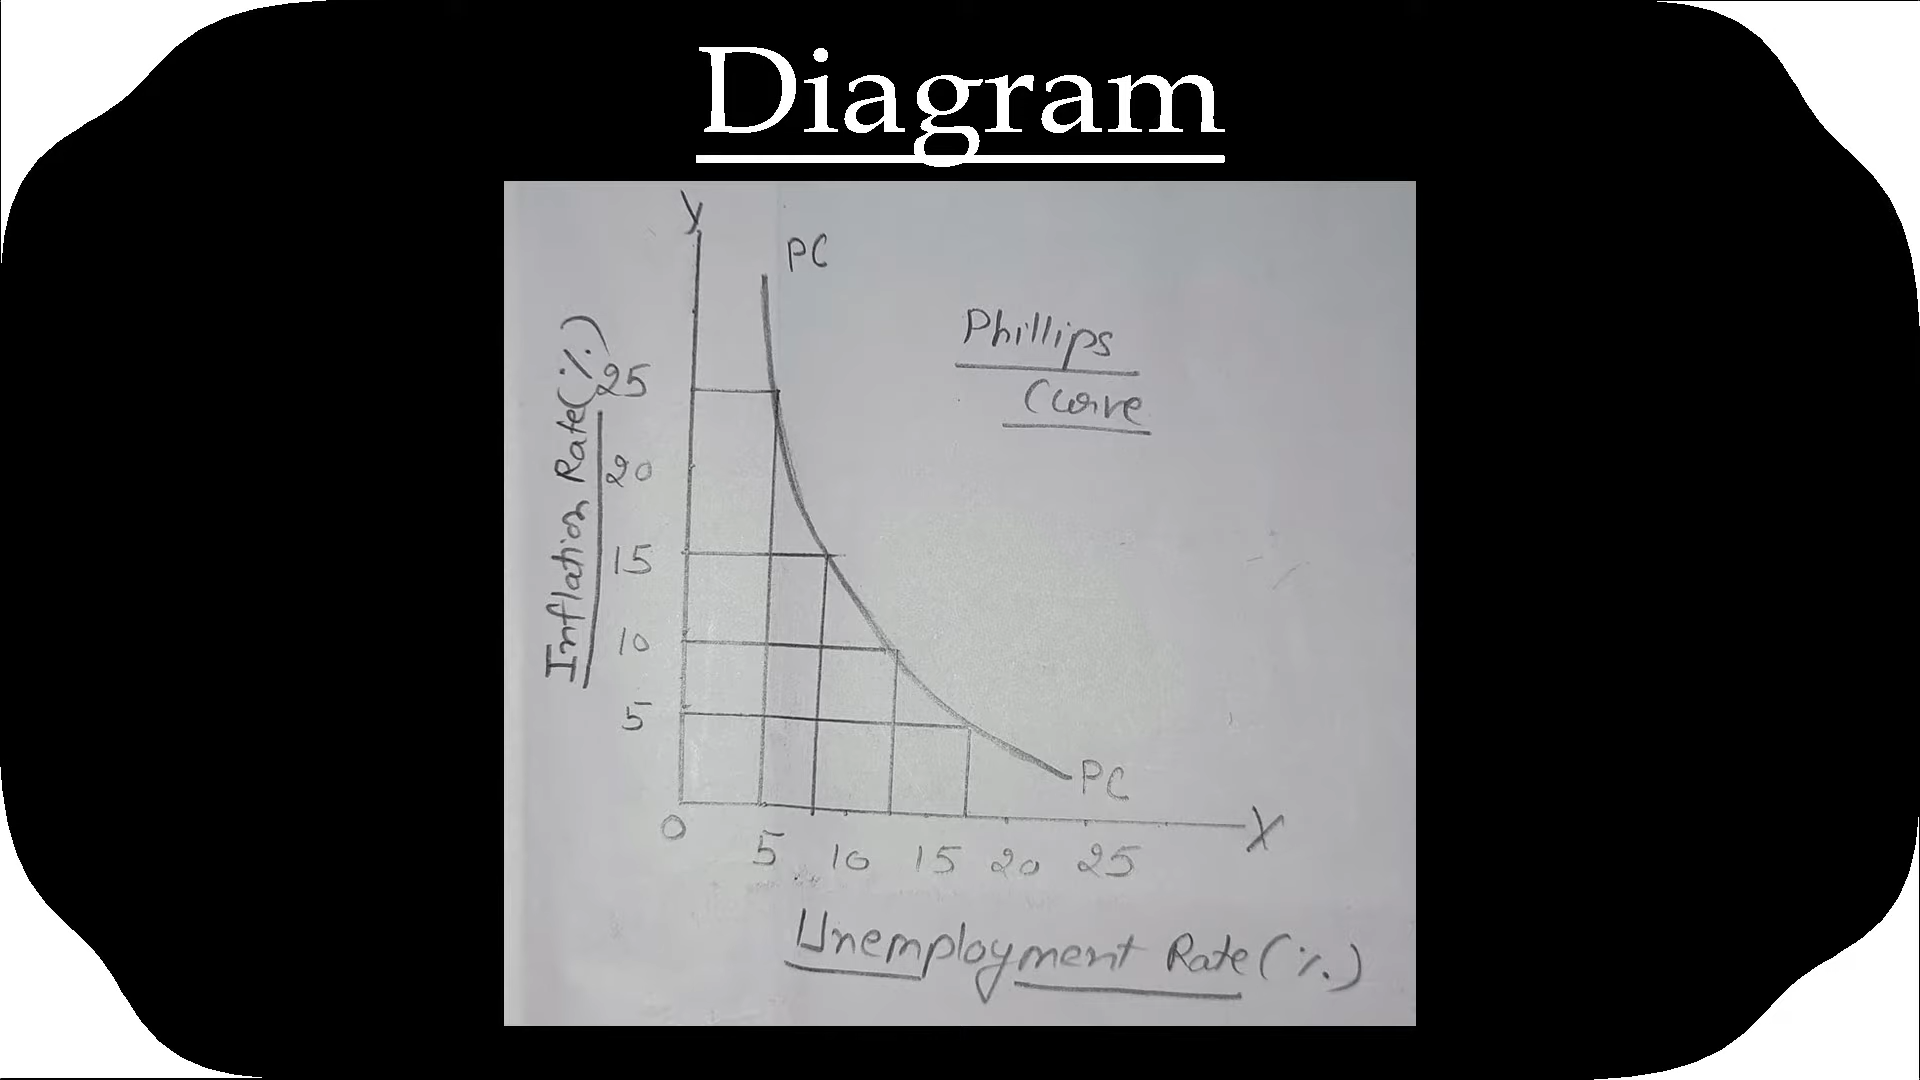 Diagram
Y
PC
Phillips
Curve
Inflation Rate (%)
25
20
15
10
5
PC
0
X
5 10 15 20 25
Unemployment Rate (%)